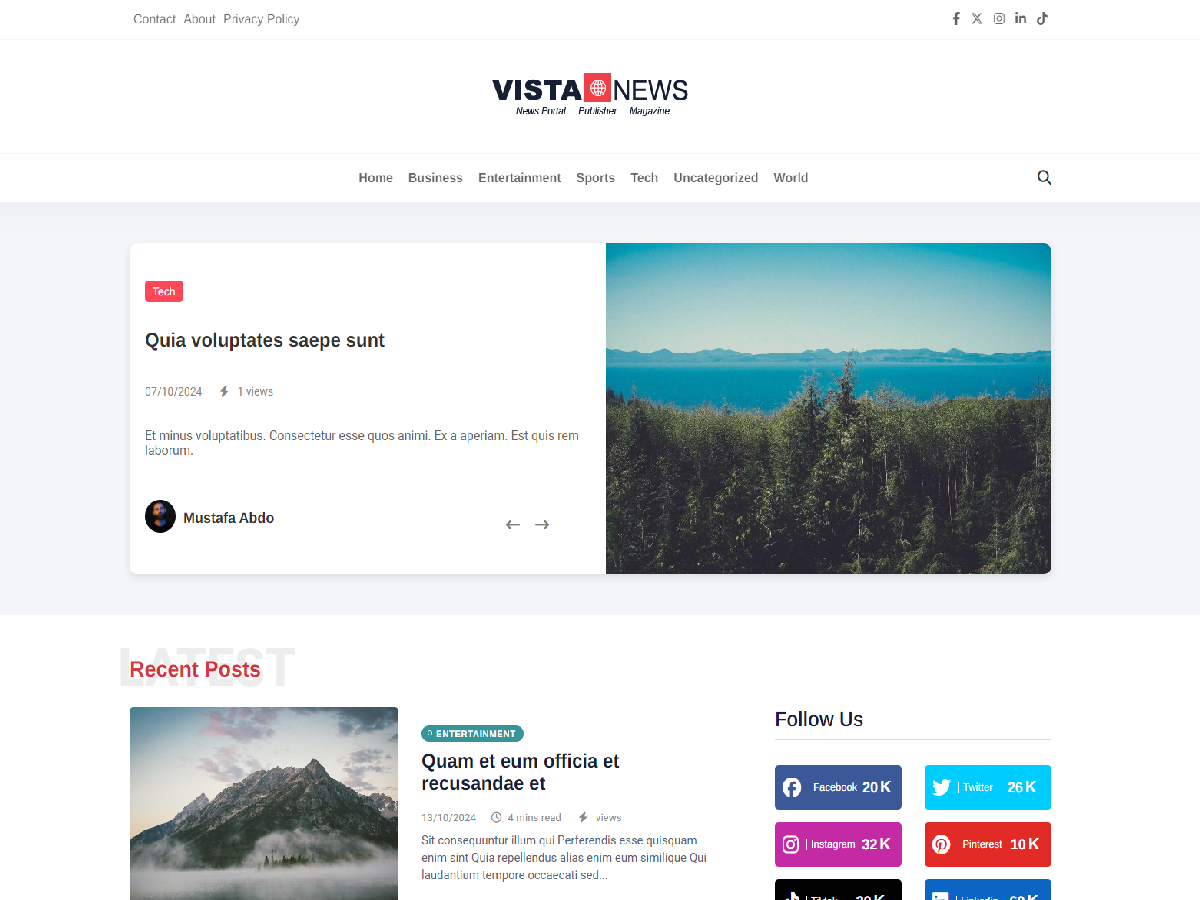 Contact About Privacy Policy
VISTA NEWS
News Portal Publisher Magazine
Home Business Entertainment Sports Tech Uncategorized World
Tech
Quia voluptates saepe sunt
07/10/2024 1 views
Et minus voluptatibus. Consectetur esse quos animi. Ex a aperiam. Est quis rem
laborum.
Mustafa Abdo
LATEST
Recent Posts
ENTERTAINMENT
Quam et eum officia et
recusandae et
13/10/2024 4 mins read views
Sit consequuntur illum qui Perferendis esse quisquam
enim sint Quia repellendus alias enim eum similique Qui
laudantium tempore occaecati sed...
Follow Us
Facebook 20 K
| Twitter 26 K
| Instagram 32 K
Pinterest 10 K